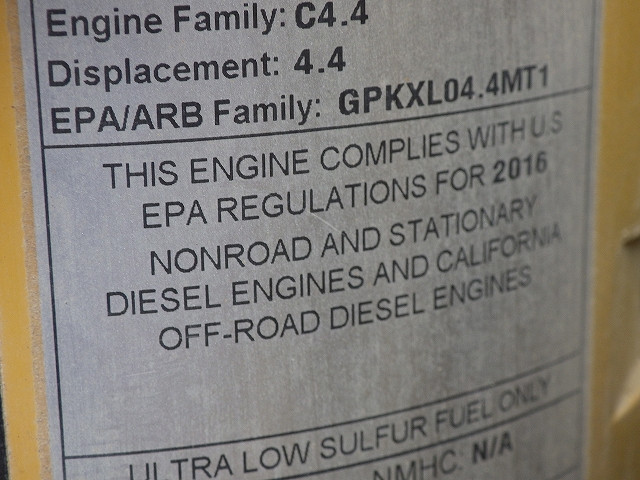 Engine Family: C4.4
Displacement: 4.4
EPA/ARB Family: GPKXL04.4MT1
THIS ENGINE COMPLIES WITH U S
EPA REGULATIONS FOR 2016
NONROAD AND STATIONARY
DIESEL ENGINES AND CALIFORNIA
OFF-ROAD DIESEL ENGINES
ULTRA LOW SULFUR FUEL ONLY
NMHC: N/A